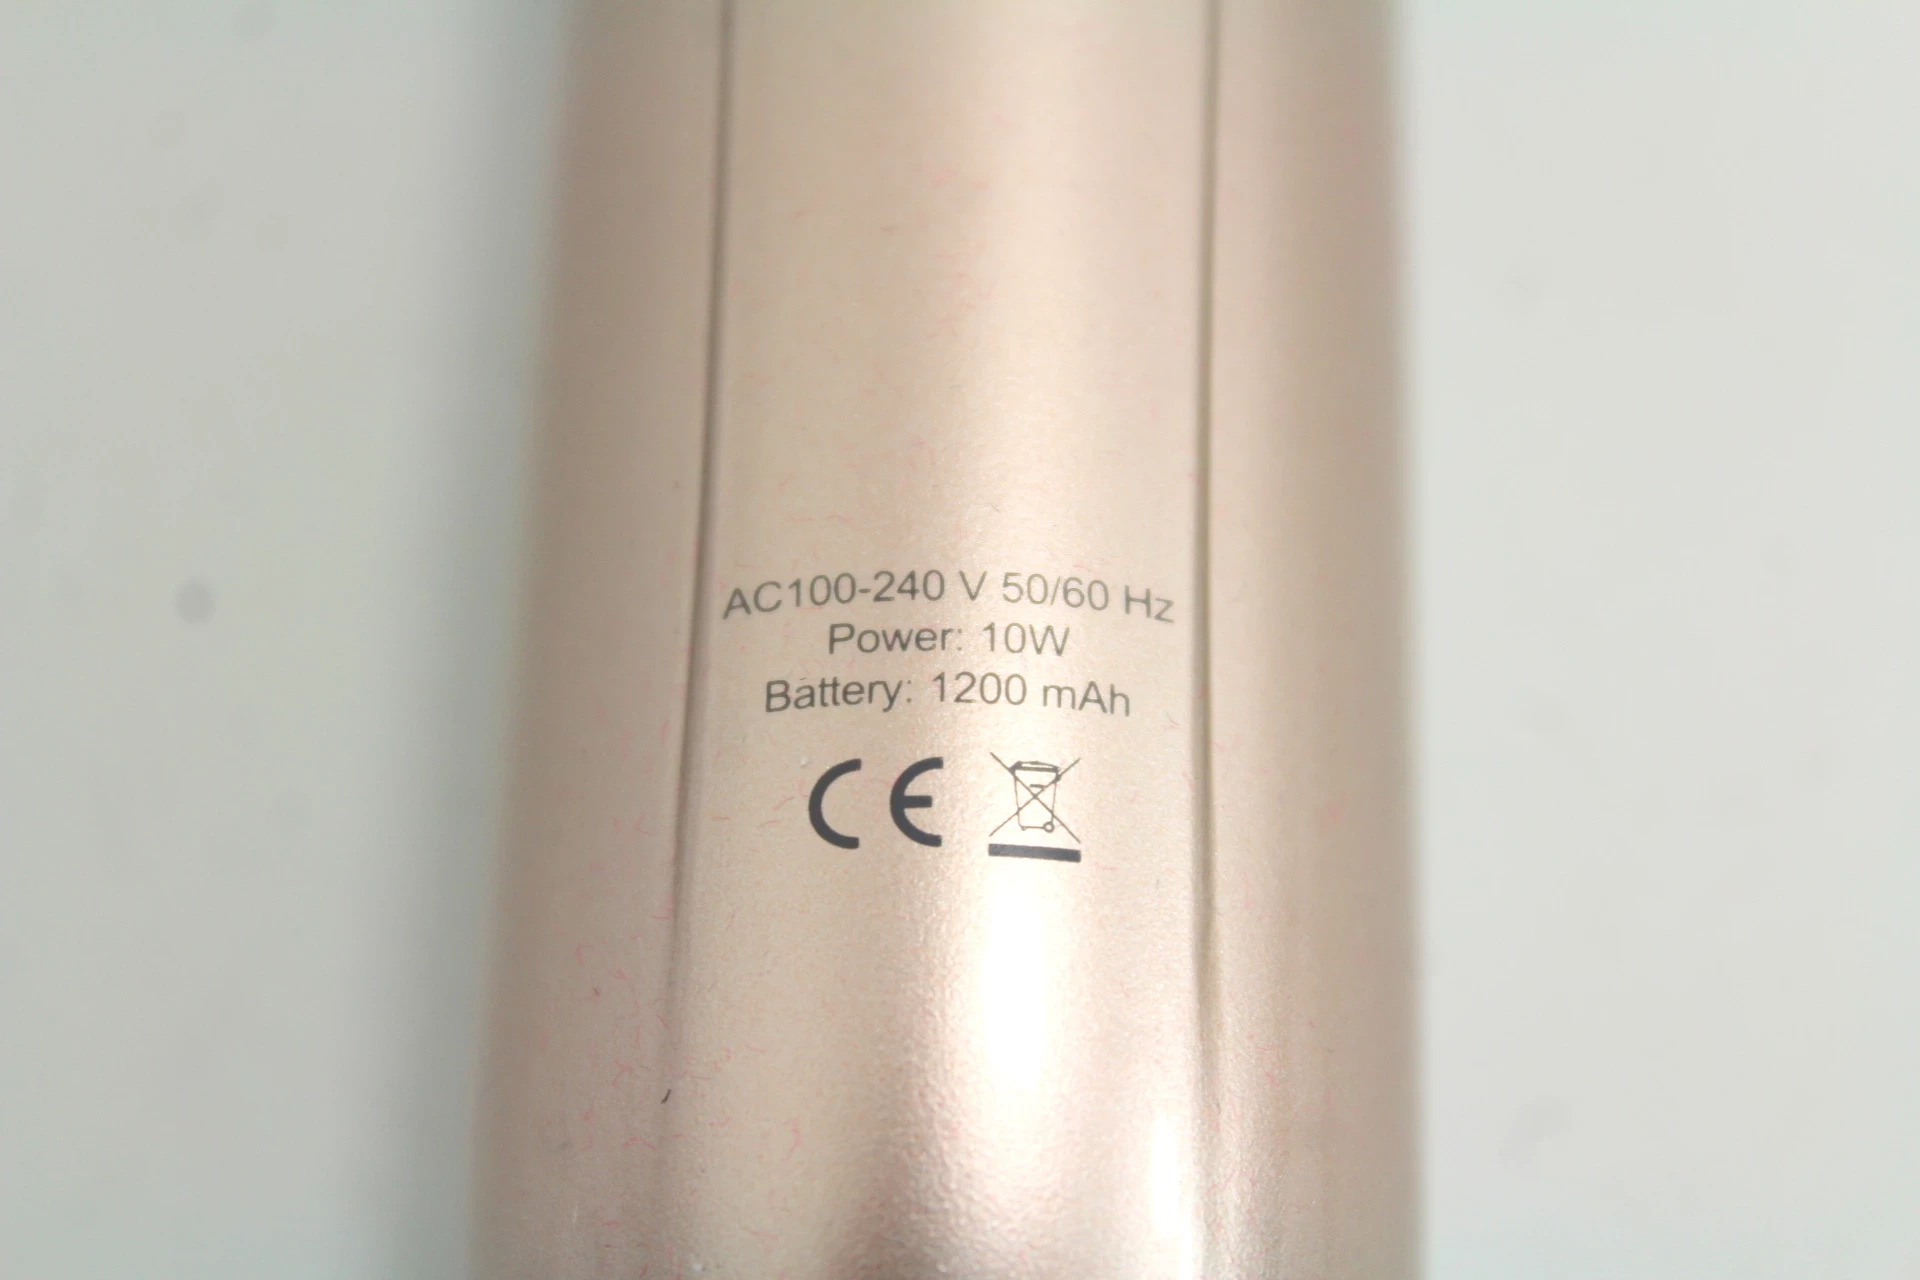 AC100-240 V 50/60 Hz
Power: 10W
Battery: 1200 mAh
CE